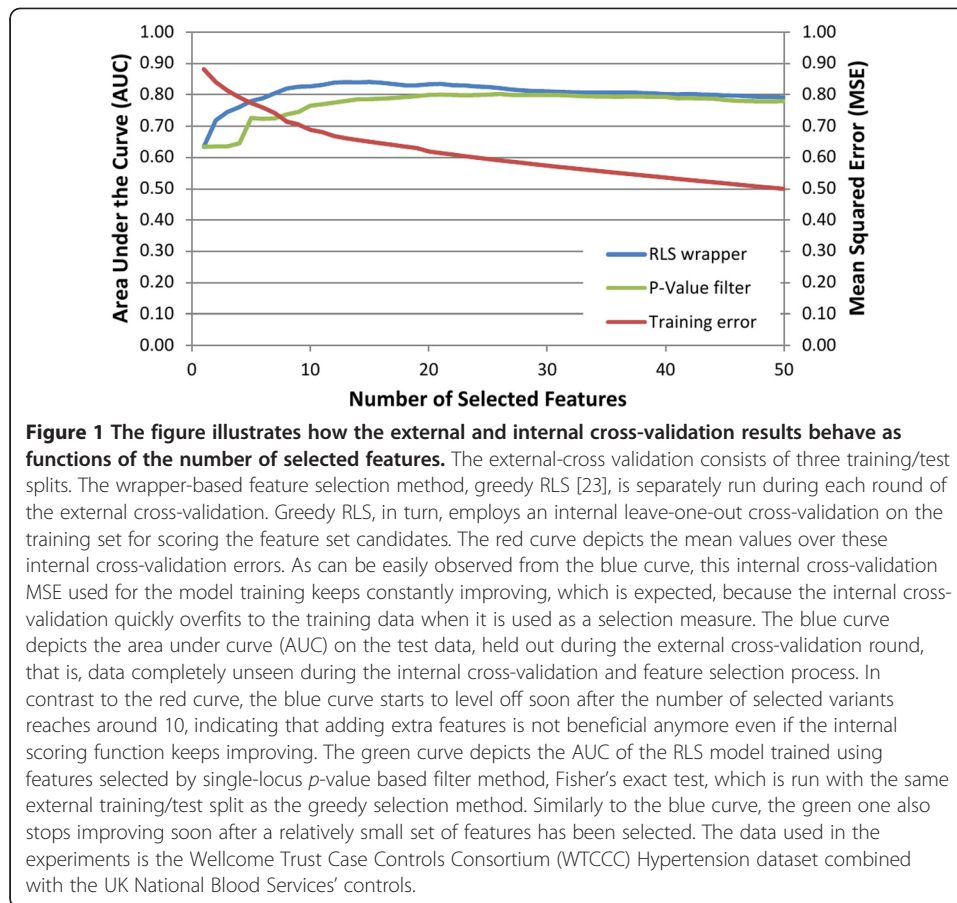 1.00 1.00
0.90 0.90
0.80 0.80
0.70 0.70
0.60 0.60
0.50 0.50
0.40 0.40
0.30 0.30
0.20 0.20
0.10 0.10
0.00 0.00
Area Under the Curve (AUC)
Mean Squared Error (MSE)
RLS wrapper
P-Value filter
Training error
0 10 20 30 40 50
Number of Selected Features
Figure 1 The figure illustrates how the external and internal cross-validation results behave as
functions of the number of selected features. The external-cross validation consists of three training/test
splits. The wrapper-based feature selection method, greedy RLS [23], is separately run during each round of
the external cross-validation. Greedy RLS, in turn, employs an internal leave-one-out cross-validation on the
training set for scoring the feature set candidates. The red curve depicts the mean values over these
internal cross-validation errors. As can be easily observed from the blue curve, this internal cross-validation
MSE used for the model training keeps constantly improving, which is expected, because the internal cross-
validation quickly overfits to the training data when it is used as a selection measure. The blue curve
depicts the area under curve (AUC) on the test data, held out during the external cross-validation round,
that is, data completely unseen during the internal cross-validation and feature selection process. In
contrast to the red curve, the blue curve starts to level off soon after the number of selected variants
reaches around 10, indicating that adding extra features is not beneficial anymore even if the internal
scoring function keeps improving. The green curve depicts the AUC of the RLS model trained using
features selected by single-locus p-value based filter method, Fisher's exact test, which is run with the same
external training/test split as the greedy selection method. Similarly to the blue curve, the green one also
stops improving soon after a relatively small set of features has been selected. The data used in the
experiments is the Wellcome Trust Case Controls Consortium (WTCCC) Hypertension dataset combined
with the UK National Blood Services' controls.